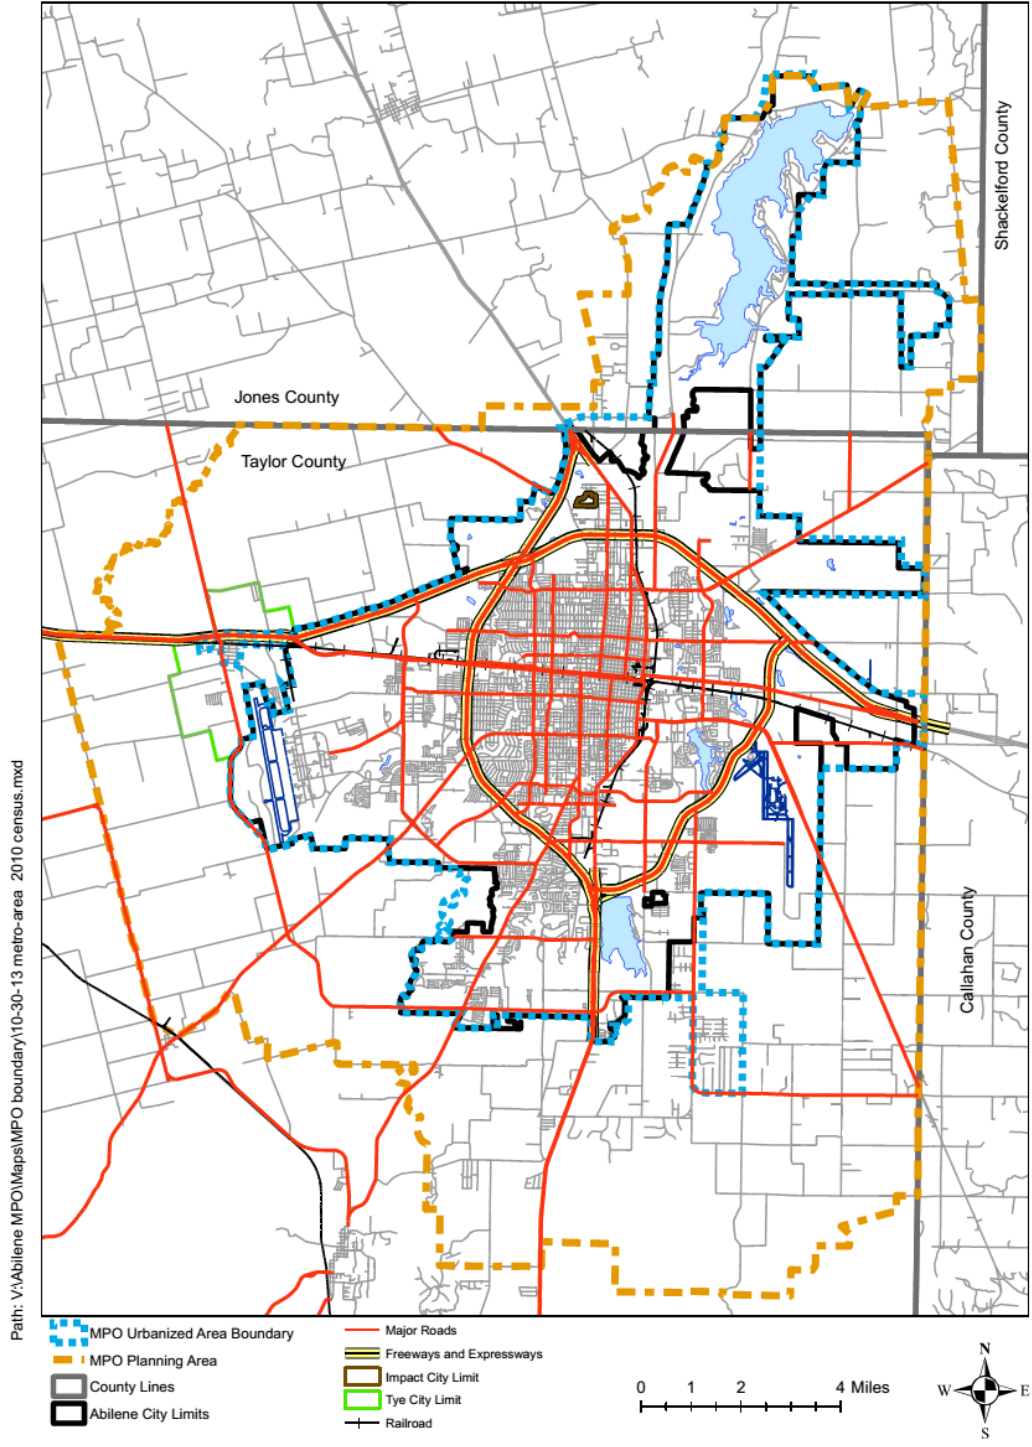 Shackelford County
Jones County
Taylor County
Callahan County
Path: V:\Abilene MPO\Maps\MPO boundary\10-30-13 metro-area 2010 census.mxd
MPO Urbanized Area Boundary
MPO Planning Area
County Lines
Abilene City Limits
Major Roads
Freeways and Expressways
Impact City Limit
Tye City Limit
Railroad
0 1 2 4 Miles
N
W E
S